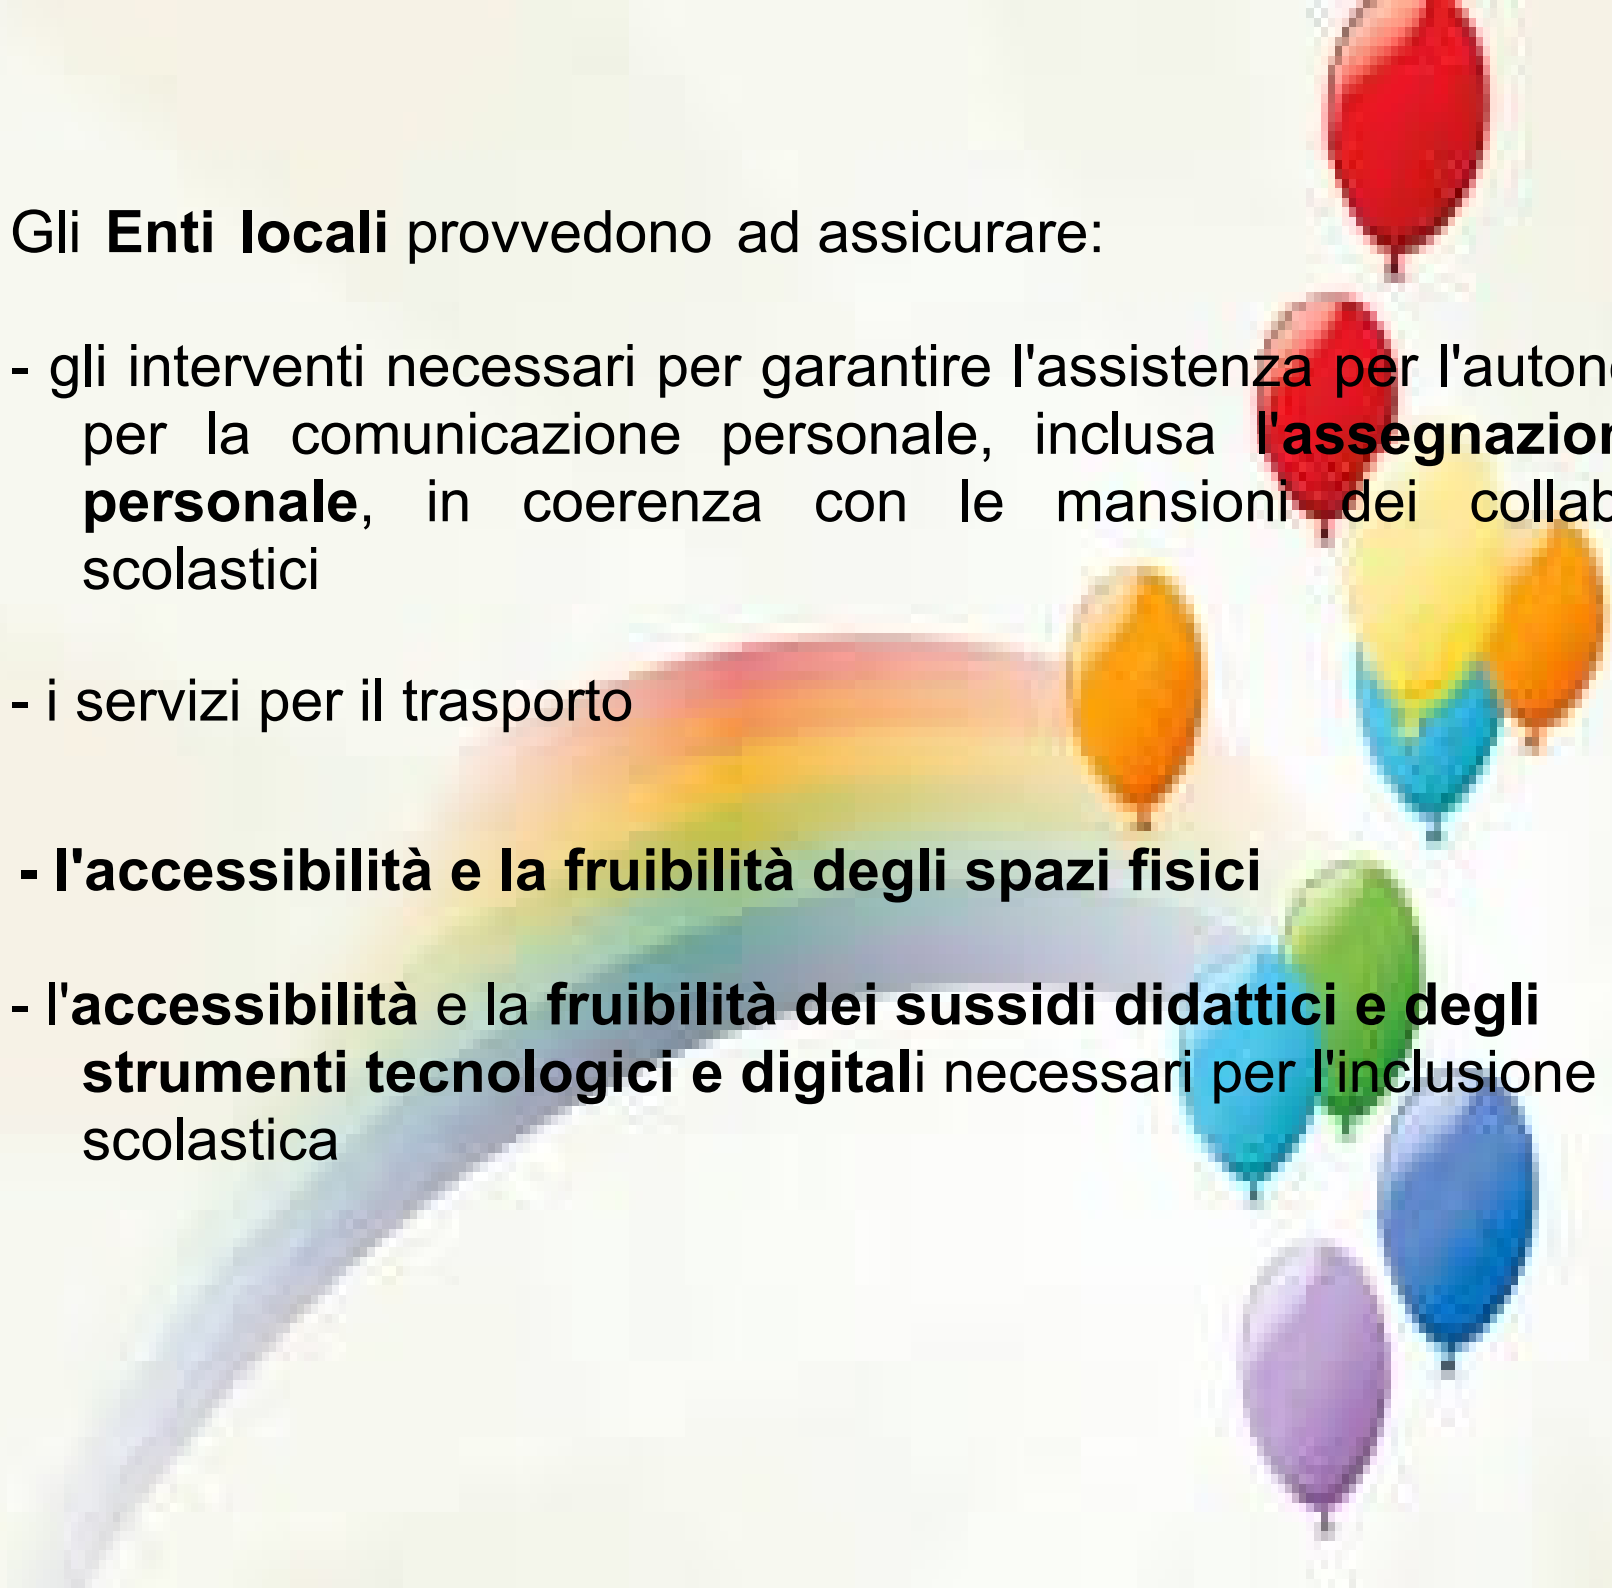 Gli Enti locali provvedono ad assicurare:
- gli interventi necessari per garantire l'assistenza per l'autono
per la comunicazione personale, inclusa l'assegnazion
personale, in coerenza con le mansioni dei collab
scolastici
- i servizi per il trasporto
- l'accessibilità e la fruibilità degli spazi fisici
- l'accessibilità e la fruibilità dei sussidi didattici e degli
strumenti tecnologici e digitali necessari per l'inclusione
scolastica